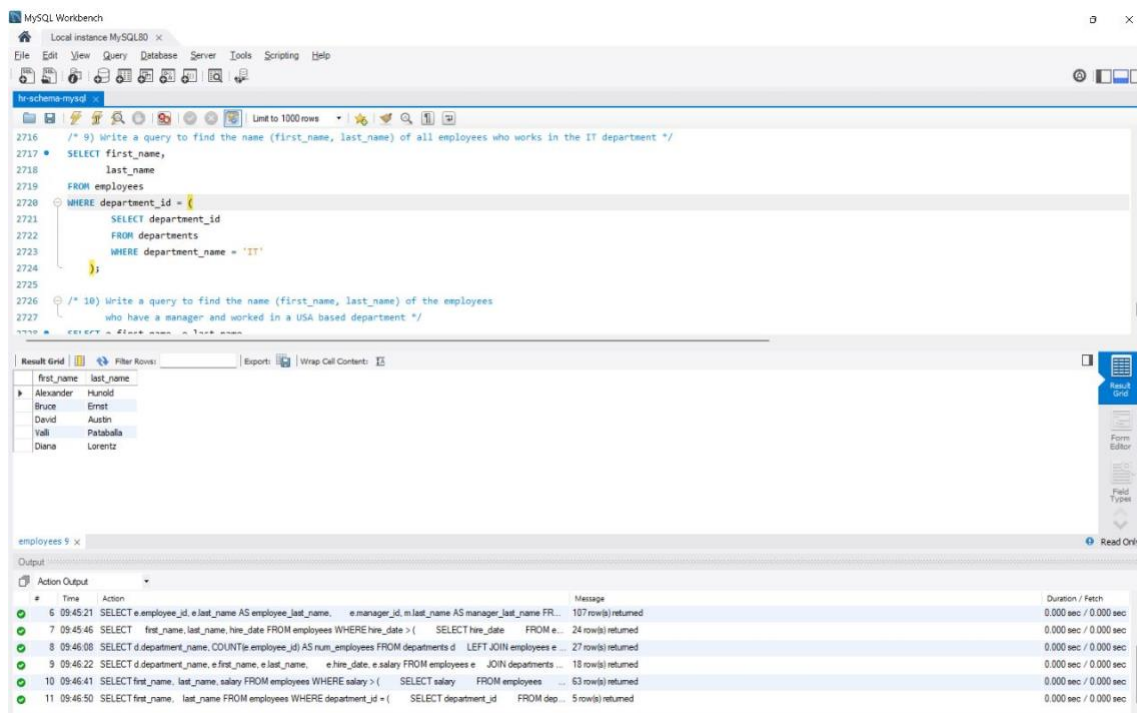 MySQL Workbench
Local instance MySQL80 ×
File Edit View Query Database Server Tools Scripting Help
hr-schema-mysql ×
Limit to 1000 rows
2716 /* 9) Write a query to find the name (first_name, last_name) of all employees who works in the IT department */
2717 SELECT first_name,
2718 last_name
2719 FROM employees
2720 WHERE department_id = (
2721 SELECT department_id
2722 FROM departments
2723 WHERE department_name = 'IT'
2724 );
2725
2726 /* 10) Write a query to find the name (first_name, last_name) of the employees
2727 who have a manager and worked in a USA based department */
2728 SELECT e.first_name, e.last_name
Result Grid Filter Rows: Export: Wrap Cell Content:
first_name last_name
Alexander Hunold
Bruce Ernst
David Austin
Valli Pataballa
Diana Lorentz
Result Grid
Form Editor
Field Types
employees 9 ×
Read Only
Output
Action Output
# Time Action Message Duration / Fetch
6 09:45:21 SELECT e.employee_id, e.last_name AS employee_last_name, e.manager_id, m.last_name AS manager_last_name FR... 107 row(s) returned 0.000 sec / 0.000 sec
7 09:45:46 SELECT first_name, last_name, hire_date FROM employees WHERE hire_date > ( SELECT hire_date FROM e... 24 row(s) returned 0.000 sec / 0.000 sec
8 09:46:08 SELECT d.department_name, COUNT(e.employee_id) AS num_employees FROM departments d LEFT JOIN employees e ... 27 row(s) returned 0.000 sec / 0.000 sec
9 09:46:22 SELECT d.department_name, e.first_name, e.last_name, e.hire_date, e.salary FROM employees e JOIN departments ... 18 row(s) returned 0.000 sec / 0.000 sec
10 09:46:41 SELECT first_name, last_name, salary FROM employees WHERE salary > ( SELECT salary FROM employees ... 63 row(s) returned 0.000 sec / 0.000 sec
11 09:46:50 SELECT first_name, last_name FROM employees WHERE department_id = ( SELECT department_id FROM dep... 5 row(s) returned 0.000 sec / 0.000 sec